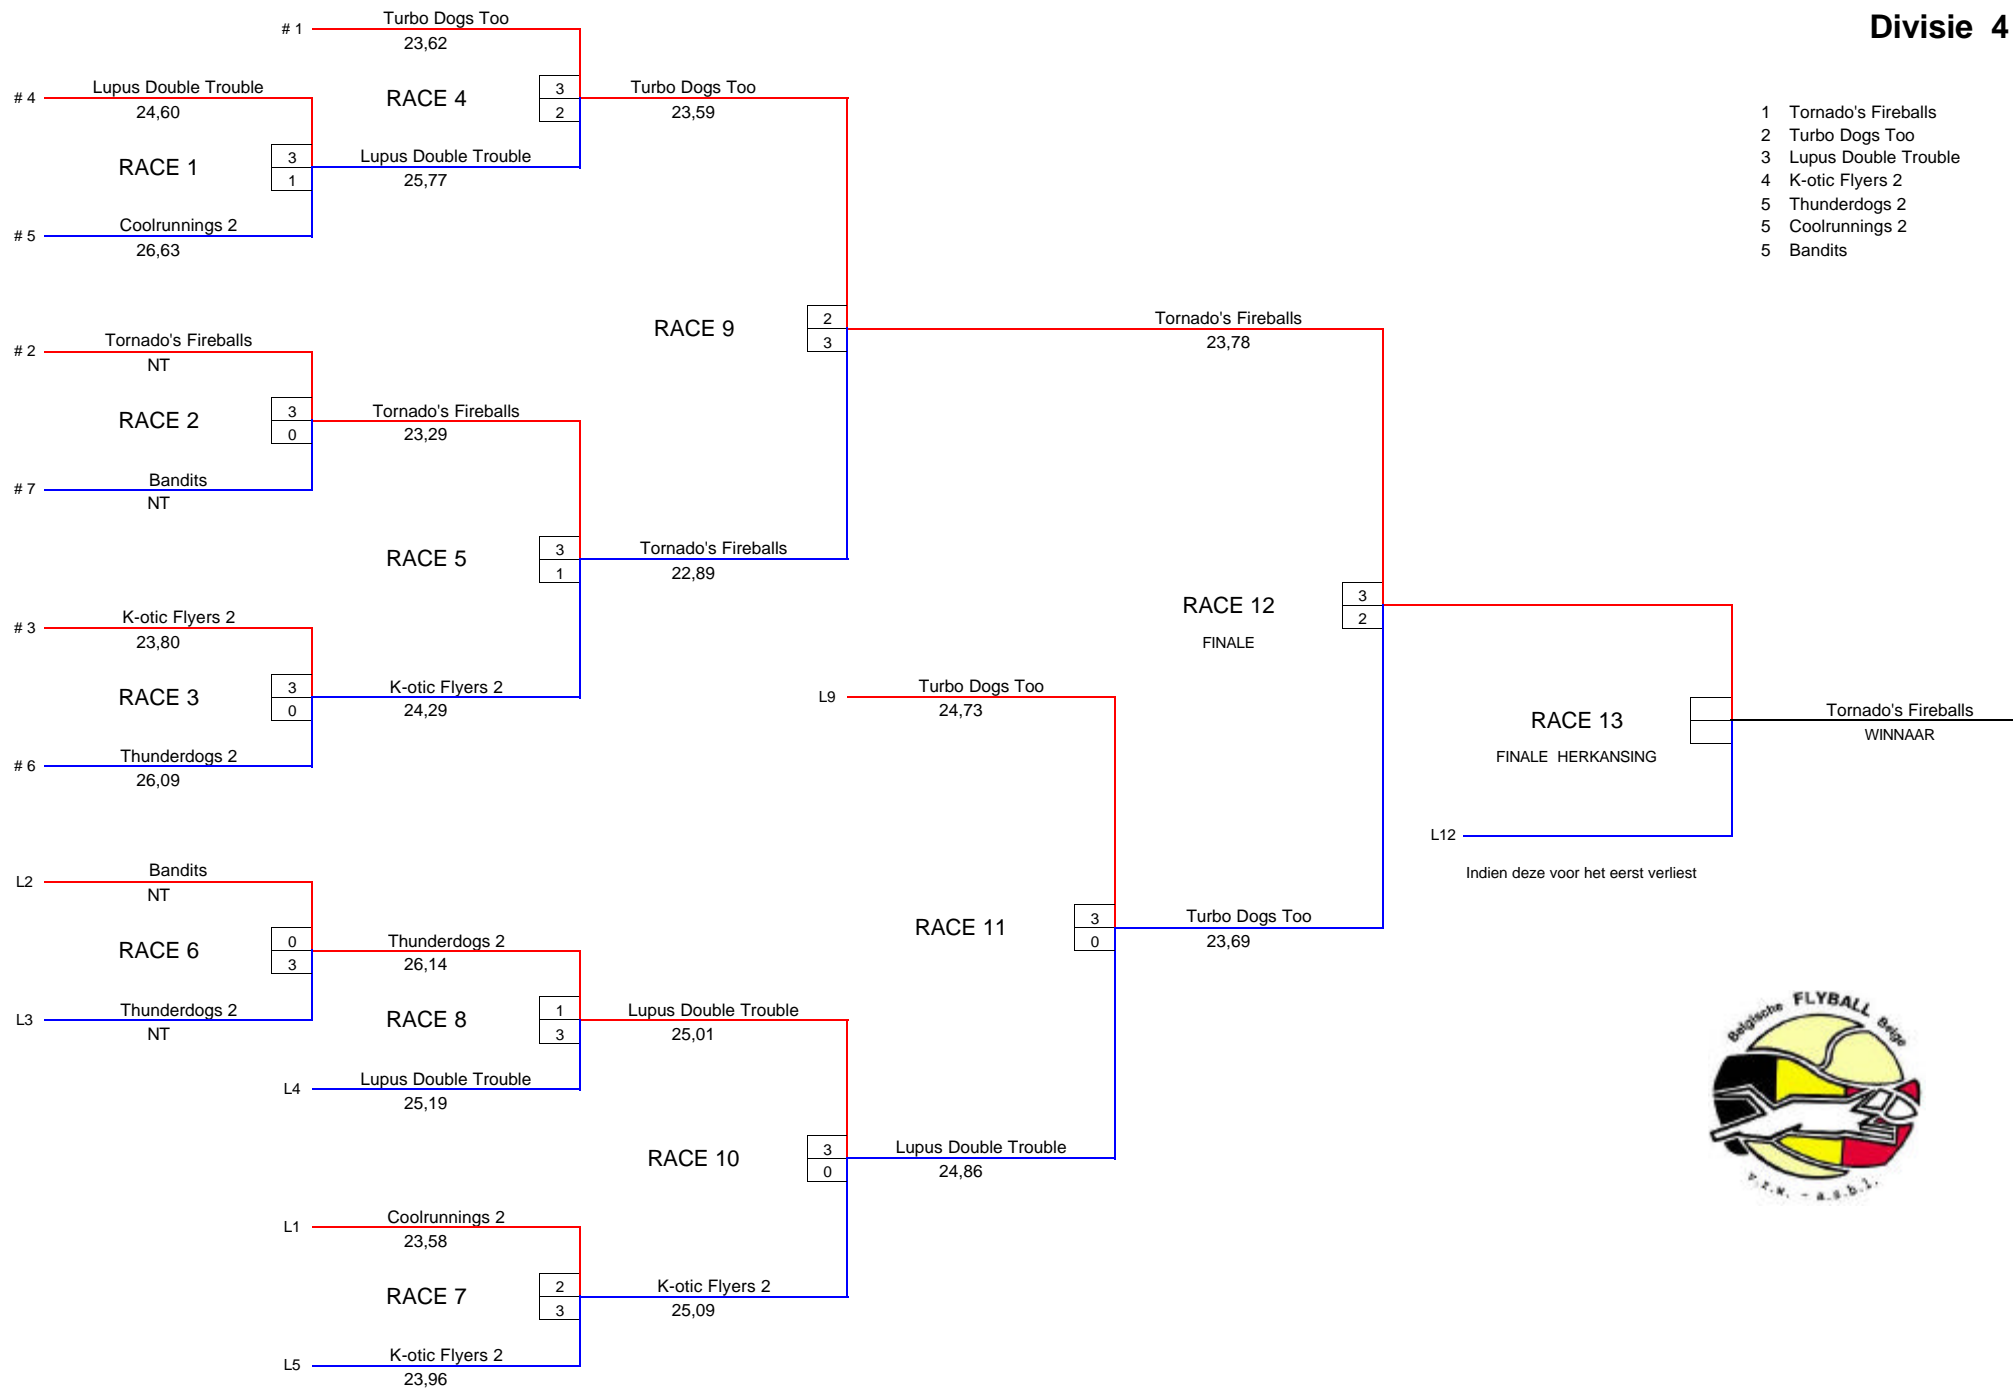 Divisie 4
1 Tornado's Fireballs
2 Turbo Dogs Too
3 Lupus Double Trouble
4 K-otic Flyers 2
5 Thunderdogs 2
5 Coolrunnings 2
5 Bandits
# 1 Turbo Dogs Too
23,62
# 4 Lupus Double Trouble
24,60
RACE 4
3
2
Turbo Dogs Too
23,59
RACE 1
3
1
Lupus Double Trouble
25,77
# 5 Coolrunnings 2
26,63
RACE 9
2
3
Tornado's Fireballs
23,78
# 2 Tornado's Fireballs
NT
RACE 2
3
0
Tornado's Fireballs
23,29
# 7 Bandits
NT
RACE 5
3
1
Tornado's Fireballs
22,89
# 3 K-otic Flyers 2
23,80
RACE 12
FINALE
3
2
RACE 3
3
0
K-otic Flyers 2
24,29
L9 Turbo Dogs Too
24,73
# 6 Thunderdogs 2
26,09
RACE 13
FINALE HERKANSING
Tornado's Fireballs
WINNAAR
L12
Indien deze voor het eerst verliest
L2 Bandits
NT
RACE 6
0
3
Thunderdogs 2
26,14
RACE 11
3
0
Turbo Dogs Too
23,69
L3 Thunderdogs 2
NT
RACE 8
1
3
Lupus Double Trouble
25,01
L4 Lupus Double Trouble
25,19
RACE 10
3
0
Lupus Double Trouble
24,86
L1 Coolrunnings 2
23,58
RACE 7
2
3
K-otic Flyers 2
25,09
L5 K-otic Flyers 2
23,96
Belgische FLYBALL Belge
v.z.w. - a.s.b.l.